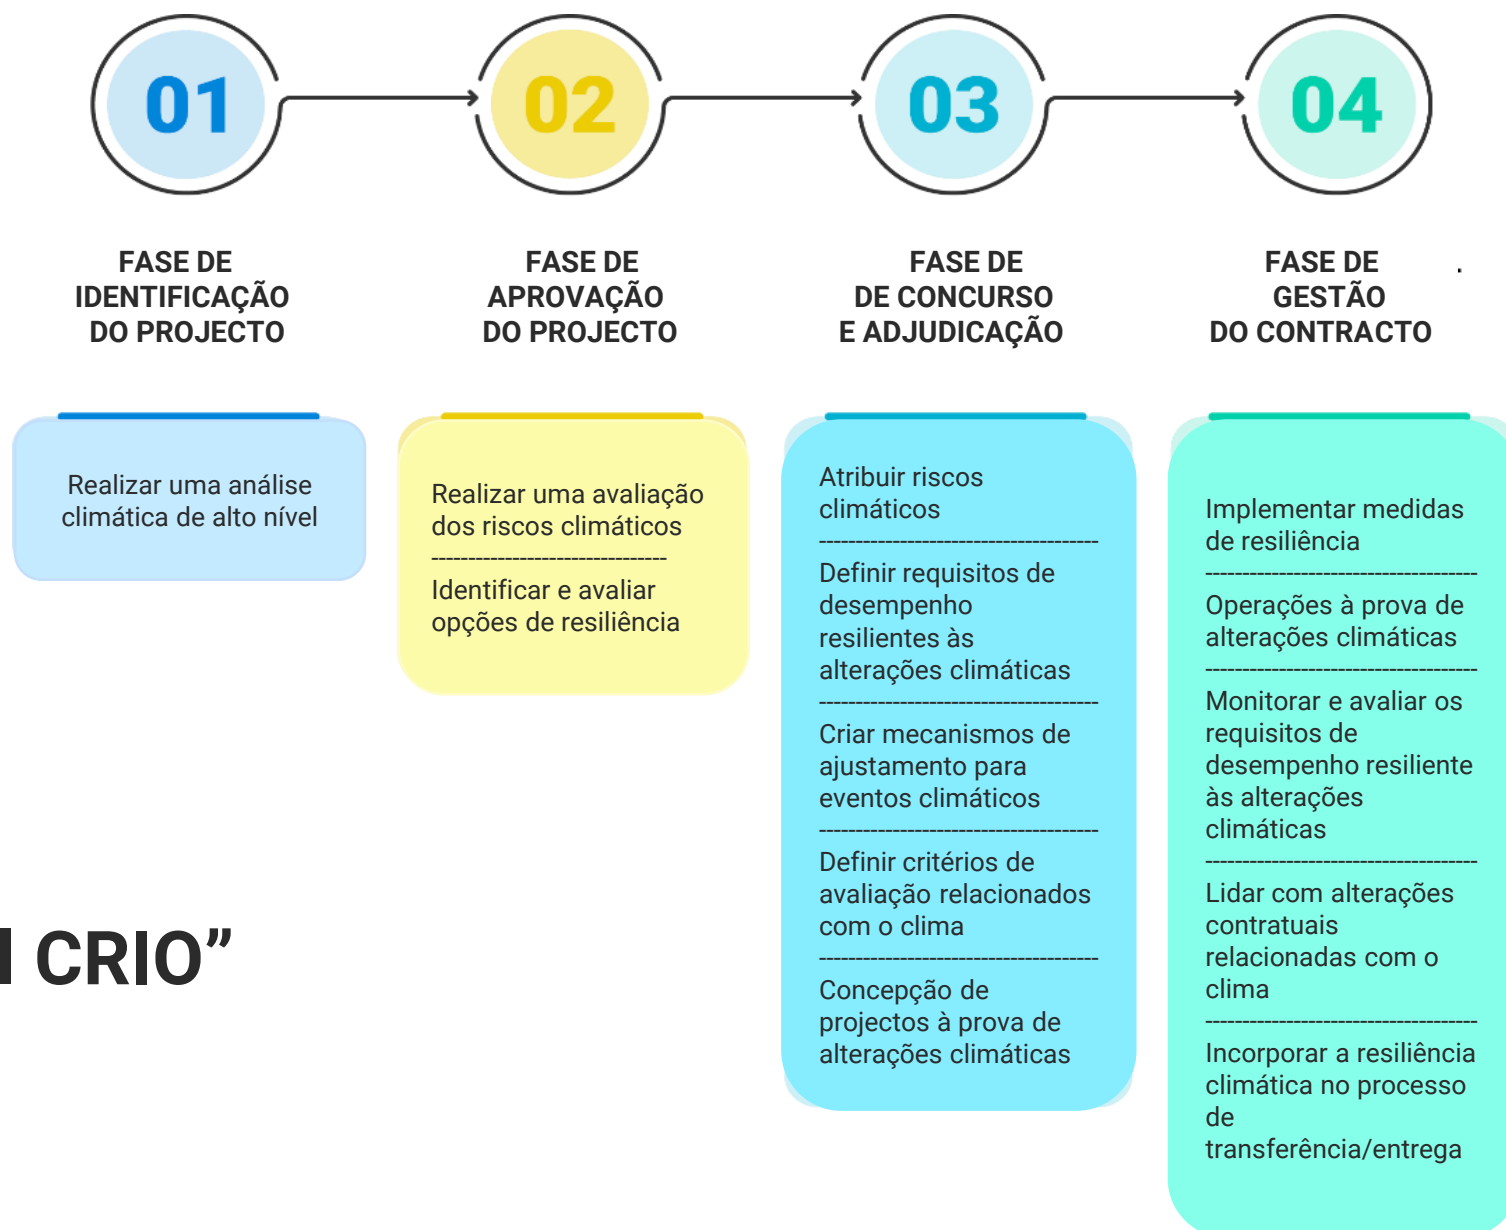 01
02
03
04
FASE DE
IDENTIFICAÇÃO
DO PROJECTO
FASE DE
APROVAÇÃO
DO PROJECTO
FASE DE
DE CONCURSO
E ADJUDICAÇÃO
FASE DE .
GESTÃO
DO CONTRACTO
Realizar uma análise
climática de alto nível
Realizar uma avaliação
dos riscos climáticos
--------------------------------
Identificar e avaliar
opções de resiliência
Atribuir riscos
climáticos
--------------------------------------
Definir requisitos de
desempenho
resilientes às
alterações climáticas
--------------------------------------
Criar mecanismos de
ajustamento para
eventos climáticos
--------------------------------------
Definir critérios de
avaliação relacionados
com o clima
--------------------------------------
Concepção de
projectos à prova de
alterações climáticas
Implementar medidas
de resiliência
-------------------------------------
Operações à prova de
alterações climáticas
-------------------------------------
Monitorar e avaliar os
requisitos de
desempenho resiliente
às alterações
climáticas
-------------------------------------
Lidar com alterações
contratuais
relacionadas com o
clima
-------------------------------------
Incorporar a resiliência
climática no processo
de
transferência/entrega
CRIO”